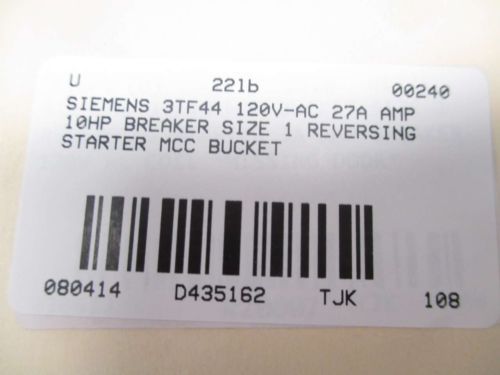 U 22lb 00240
SIEMENS 3TF44 120V-AC 27A AMP
10HP BREAKER SIZE 1 REVERSING
STARTER MCC BUCKET
080414 D435162 TJK 108